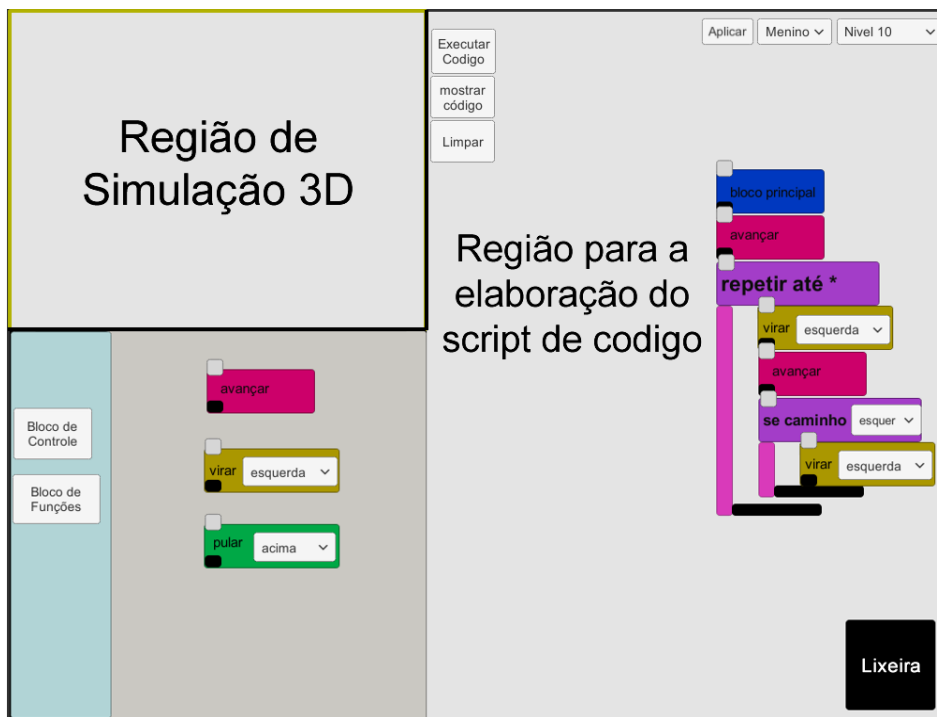 Região de
Simulação 3D
Executar
Codigo
mostrar
código
Limpar
Aplicar
Menino
Nivel 10
Região para a
elaboração do
script de codigo
bloco principal
avançar
repetir até *
virar esquerda
avançar
se caminho esquer
virar esquerda
Bloco de
Controle
Bloco de
Funções
avançar
virar esquerda
pular acima
Lixeira